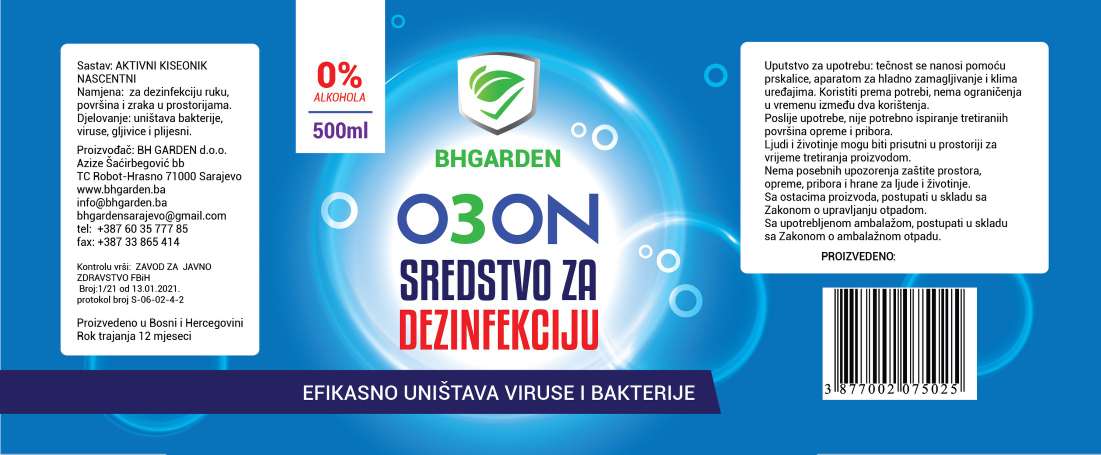 Sastav: AKTIVNI KISEONIK
NASCENTNI
Namjena:  za dezinfekciju ruku,
površina i zraka u prostorijama.
Djelovanje: uništava bakterije,
viruse, gljivice i plijesni.
Proizvođač: BH GARDEN d.o.o.
Azize Šaćirbegović bb
TC Robot-Hrasno 71000 Sarajevo
www.bhgarden.ba
info@bhgarden.ba
bhgardensarajevo@gmail.com
tel:  +387 60 35 777 85
fax: +387 33 865 414
Kontrolu vrši:  ZAVOD ZA  JAVNO
ZDRAVSTVO FBiH
Broj:1/21 od 13.01.2021.
protokol broj S-06-02-4-2
Proizvedeno u Bosni i Hercegovini
Rok trajanja 12 mjeseci
0%
ALKOHOLA
500ml
BHGARDEN
O3ON
SREDSTVO ZA
DEZINFEKCIJU
EFIKASNO UNIŠTAVA VIRUSE I BAKTERIJE
Uputstvo za upotrebu: tečnost se nanosi pomoću
prskalice, aparatom za hladno zamagljivanje i klima
uređajima. Koristiti prema potrebi, nema ograničenja
u vremenu između dva korištenja.
Poslije upotrebe, nije potrebno ispiranje tretiraniih
površina opreme i pribora.
Ljudi i životinje mogu biti prisutni u prostoriji za
vrijeme tretiranja proizvodom.
Nema posebnih upozorenja zaštite prostora,
opreme, pribora i hrane za ljude i životinje.
Sa ostacima proizvoda, postupati u skladu sa
Zakonom o upravljanju otpadom.
Sa upotrebljenom ambalažom, postupati u skladu
sa Zakonom o ambalažnom otpadu.
PROIZVEDENO:
3 877002 075025